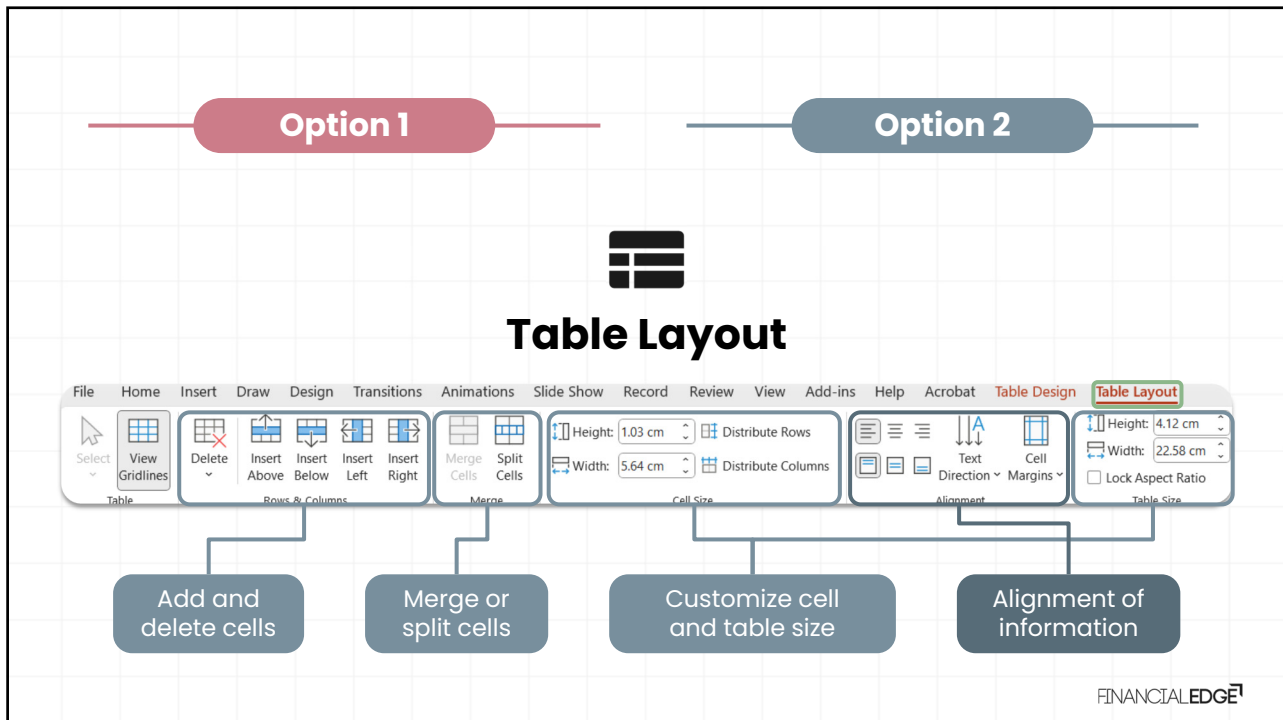 Option 1
Option 2
Table Layout
File Home Insert Draw Design Transitions Animations Slide Show Record Review View Add-ins Help Acrobat Table Design Table Layout
Select
View
Gridlines
Table
Delete
Insert
Above
Insert
Below
Insert
Left
Insert
Right
Rows & Columns
Merge
Cells
Split
Cells
Merge
Height: 1.03 cm
Distribute Rows
Width: 5.64 cm
Distribute Columns
Cell Size
A
Text
Direction
Cell
Margins
Alignment
Height: 4.12 cm
Width: 22.58 cm
Lock Aspect Ratio
Table Size
Add and
delete cells
Merge or
split cells
Customize cell
and table size
Alignment of
information
FINANCIALEDGE